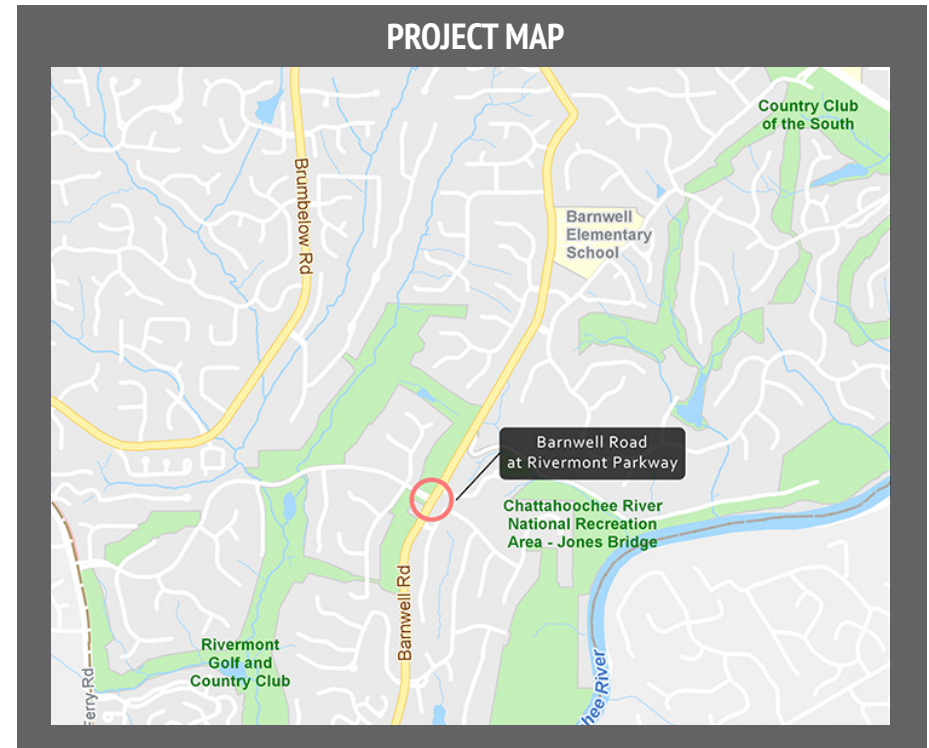 PROJECT MAP
Country Club
of the South
Brumbelow Rd
Barnwell
Elementary
School
Barnwell Road
at Rivermont Parkway
Chattahoochee River
National Recreation
Area - Jones Bridge
Barnwell Rd
Rivermont
Golf and
Country Club
Ferry Rd
hee River